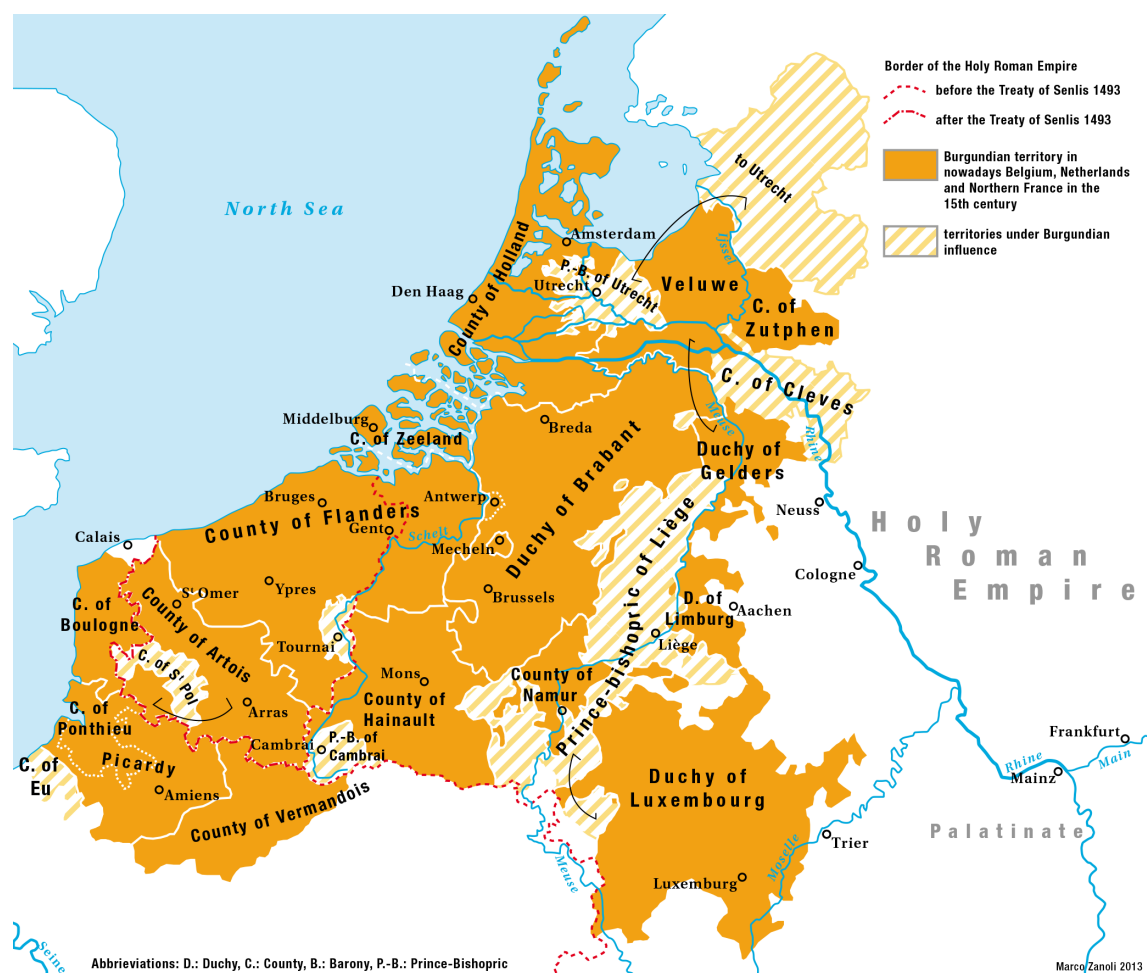 Border of the Holy Roman Empire
before the Treaty of Senlis 1493
after the Treaty of Senlis 1493
Burgundian territory in
nowadays Belgium, Netherlands
and Northern France in the
15th century
territories under Burgundian
influence
to Utrecht
North Sea
Ijssel
Amsterdam
County of Holland
P.-B. of Utrecht
Utrecht
Veluwe
Den Haag
C. of
Zutphen
C. of Cleves
Meuse
Rhine
Middelburg
C. of Zeeland
Breda
Duchy of Brabant
Duchy of
Gelders
Bruges
Antwerp
County of Flanders
Gent
Schelt
Neuss
Calais
Mecheln
Holy
Roman
Empire
Cologne
Prince-bishopric of Liège
Ypres
Brussels
St Omer
C. of
Boulogne
County of Artois
D. of
Limburg
Aachen
Tournai
Liège
C. of St Pol
Mons
County of
Hainault
County of
Namur
Arras
C. of
Ponthieu
Cambrai
P.-B. of
Cambrai
Frankfurt
Picardy
C. of
Eu
Rhine
Main
Mainz
Amiens
County of Vermandois
Duchy of
Luxembourg
Palatinate
Trier
Moselle
Meuse
Luxemburg
Seine
Abbrieviations: D.: Duchy, C.: County, B.: Barony, P.-B.: Prince-Bishopric
Marco Zanoli 2013